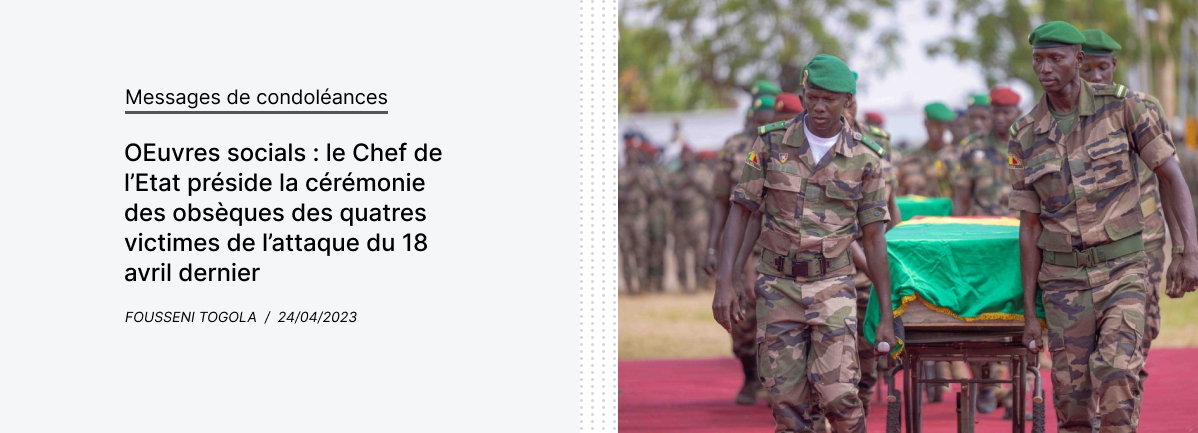 Messages de condoléances
OEuvres socials : le Chef de
l’Etat préside la cérémonie
des obsèques des quatres
victimes de l’attaque du 18
avril dernier
FOUSSENI TOGOLA / 24/04/2023